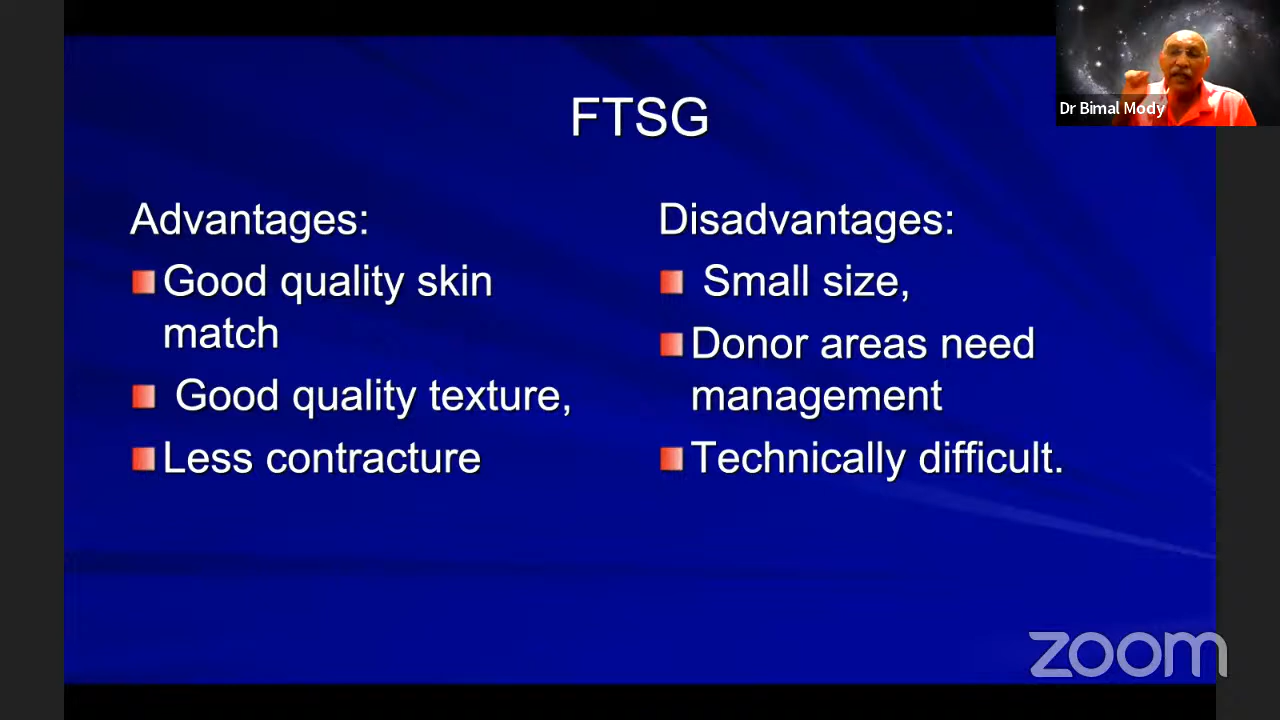 Dr Bimal Mody
FTSG
Advantages:
Good quality skin
match
Good quality texture,
Less contracture
Disadvantages:
Small size,
Donor areas need
management
Technically difficult.
zoom